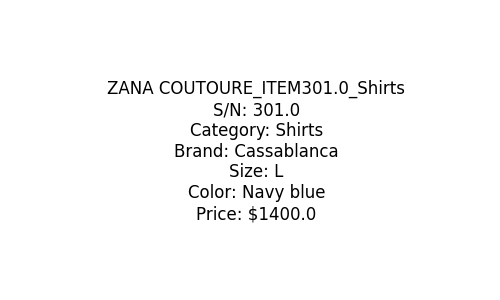 ZANA COUTOURE_ITEM301.0_Shirts
S/N: 301.0
Category: Shirts
Brand: Cassablanca
Size: L
Color: Navy blue
Price: $1400.0